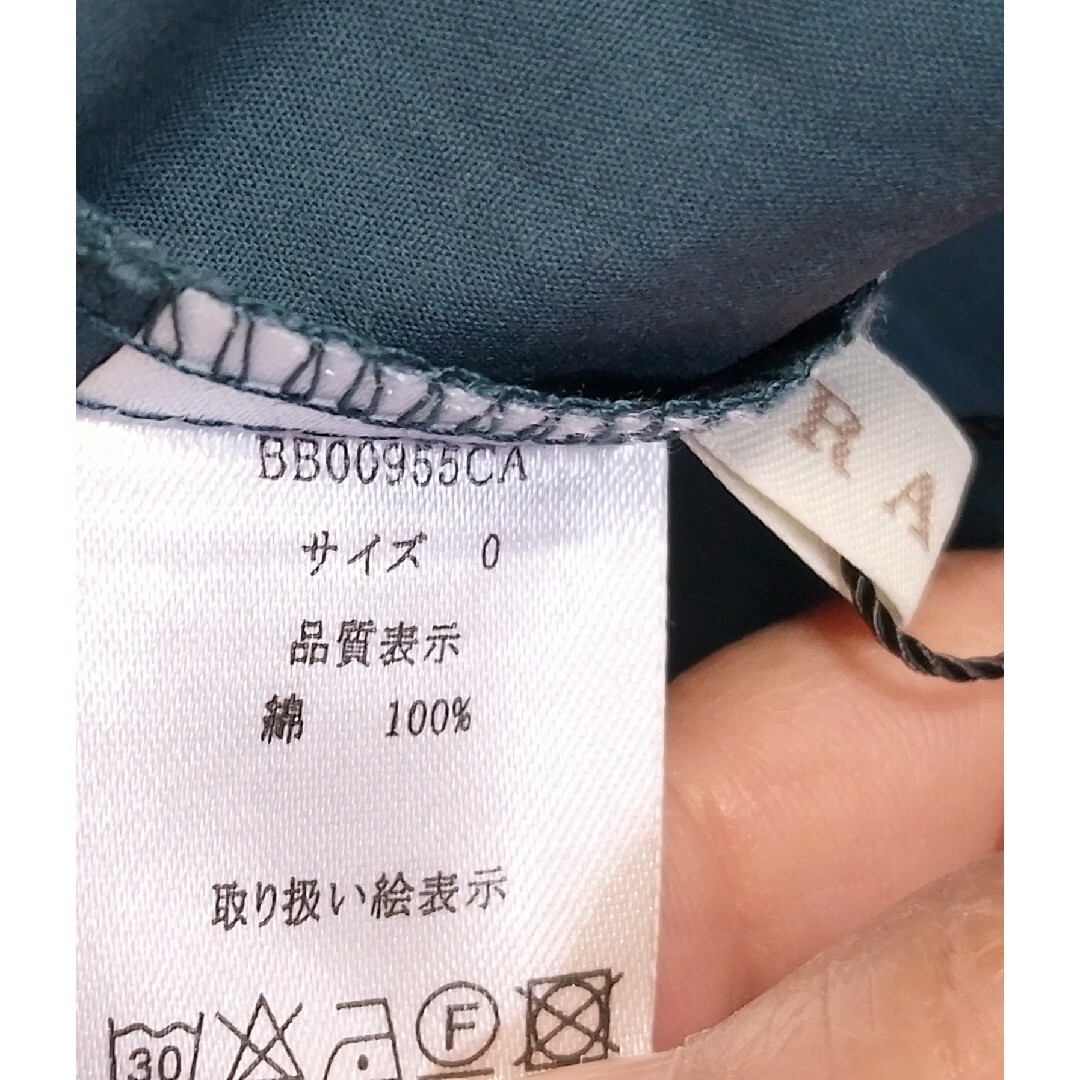 BB00955CA
サイズ 0
品質表示
綿 100%
取り扱い絵表示
30 F
R A